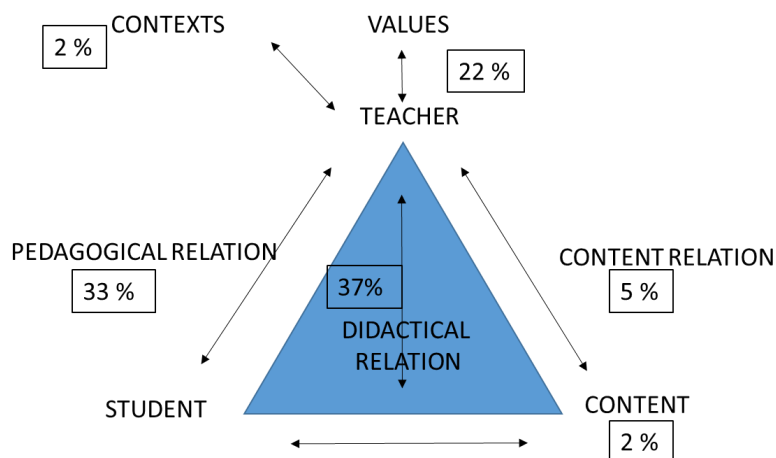 CONTEXTS
VALUES
2 %
22 %
TEACHER
PEDAGOGICAL RELATION
33 %
37%
DIDACTICAL
RELATION
CONTENT RELATION
5 %
STUDENT
CONTENT
2 %